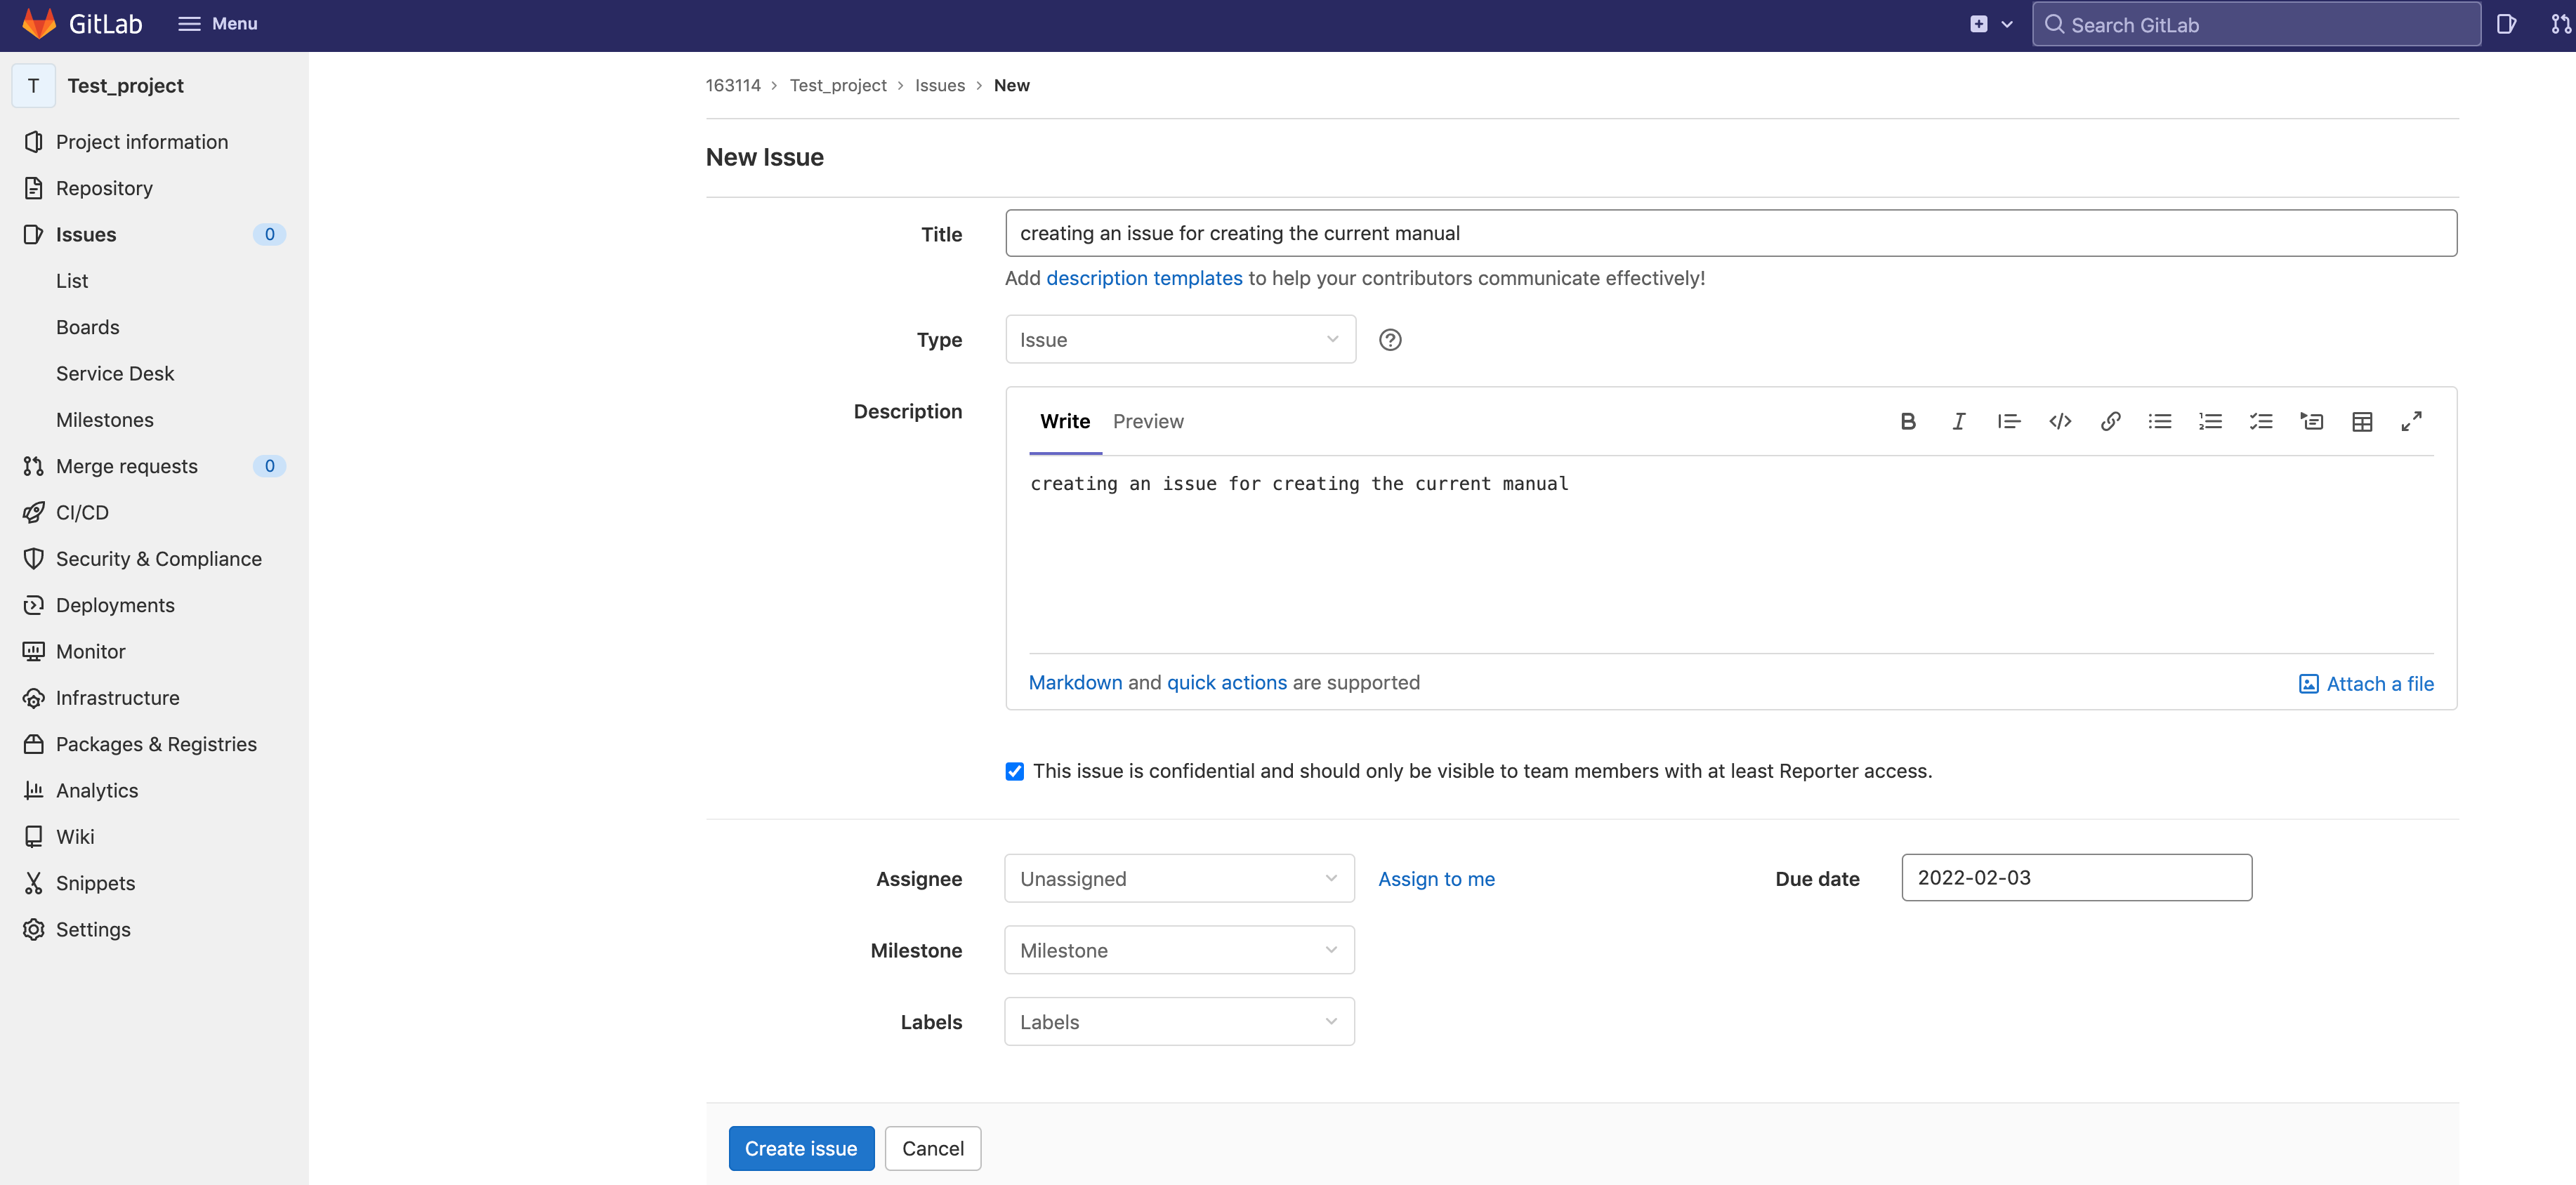 GitLab
Menu
Search GitLab
T
Test_project
Project information
Repository
Issues
0
List
Boards
Service Desk
Milestones
Merge requests
0
CI/CD
Security & Compliance
Deployments
Monitor
Infrastructure
Packages & Registries
Analytics
Wiki
Snippets
Settings
163114 > Test_project > Issues > New
New Issue
Title
creating an issue for creating the current manual
Add description templates to help your contributors communicate effectively!
Type
Issue
Description
Write Preview
creating an issue for creating the current manual
Markdown and quick actions are supported
Attach a file
This issue is confidential and should only be visible to team members with at least Reporter access.
Assignee
Unassigned
Assign to me
Due date
2022-02-03
Milestone
Milestone
Labels
Labels
Create issue
Cancel